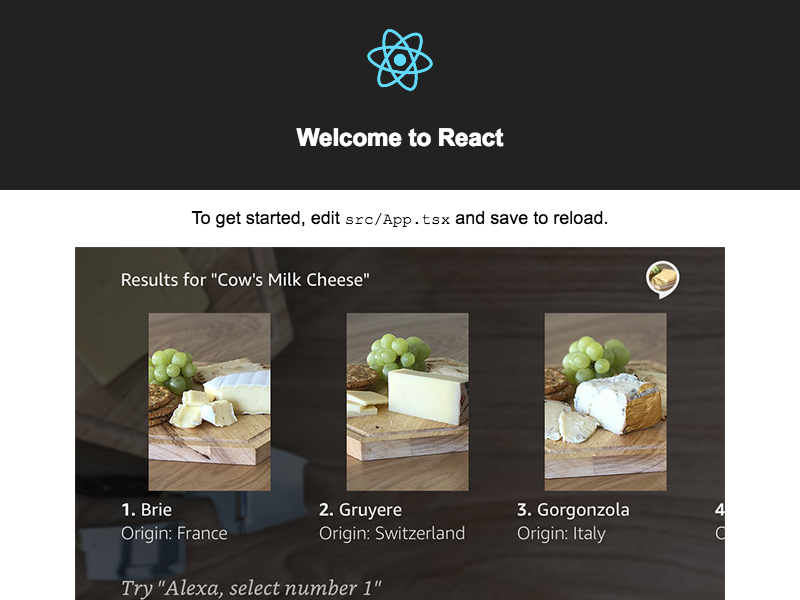 Welcome to React
To get started, edit src/App.tsx and save to reload.
Results for "Cow's Milk Cheese"
1. Brie
Origin: France
2. Gruyere
Origin: Switzerland
3. Gorgonzola
Origin: Italy
4
Try "Alexa, select number 1"